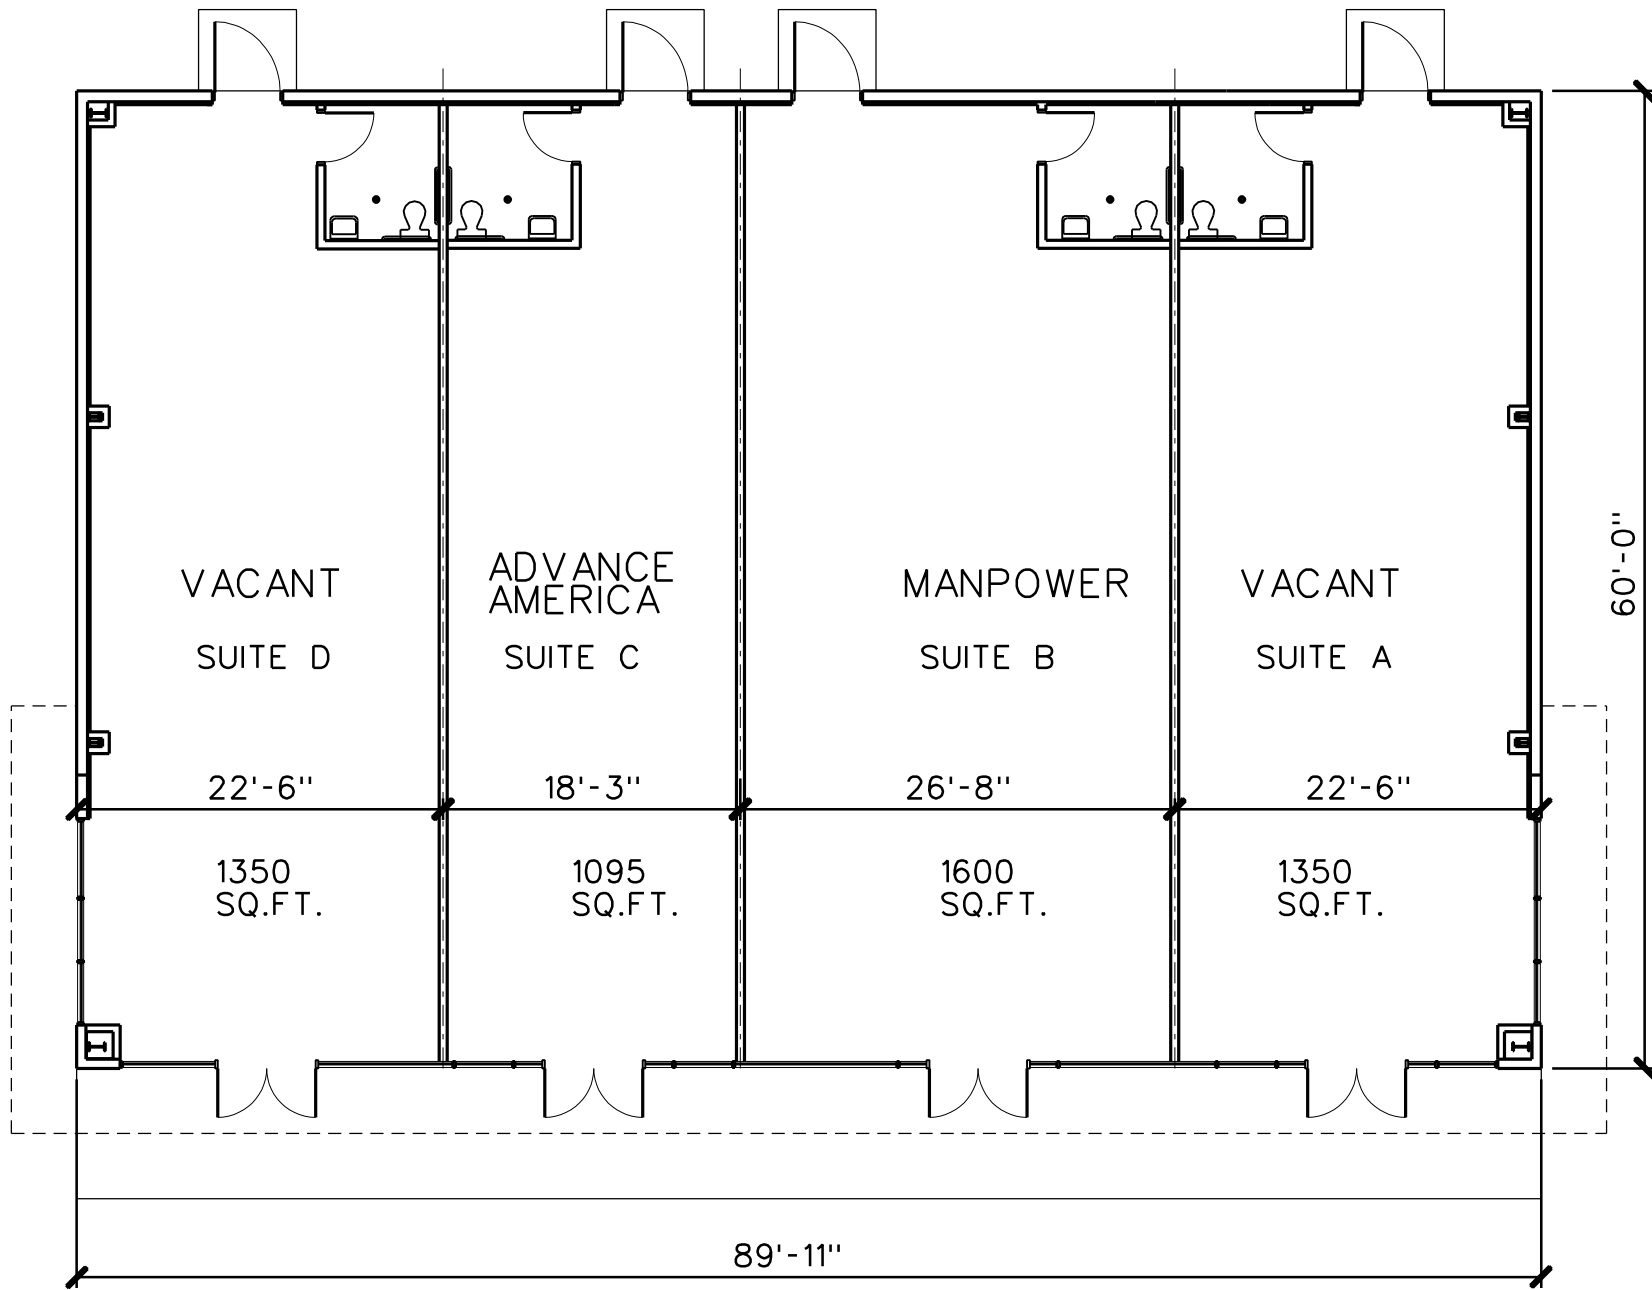 VACANT
SUITE D
ADVANCE
AMERICA
SUITE C
MANPOWER
SUITE B
VACANT
SUITE A
60'-0"
22'-6"
18'-3"
26'-8"
22'-6"
1350
SQ.FT.
1095
SQ.FT.
1600
SQ.FT.
1350
SQ.FT.
89'-11"